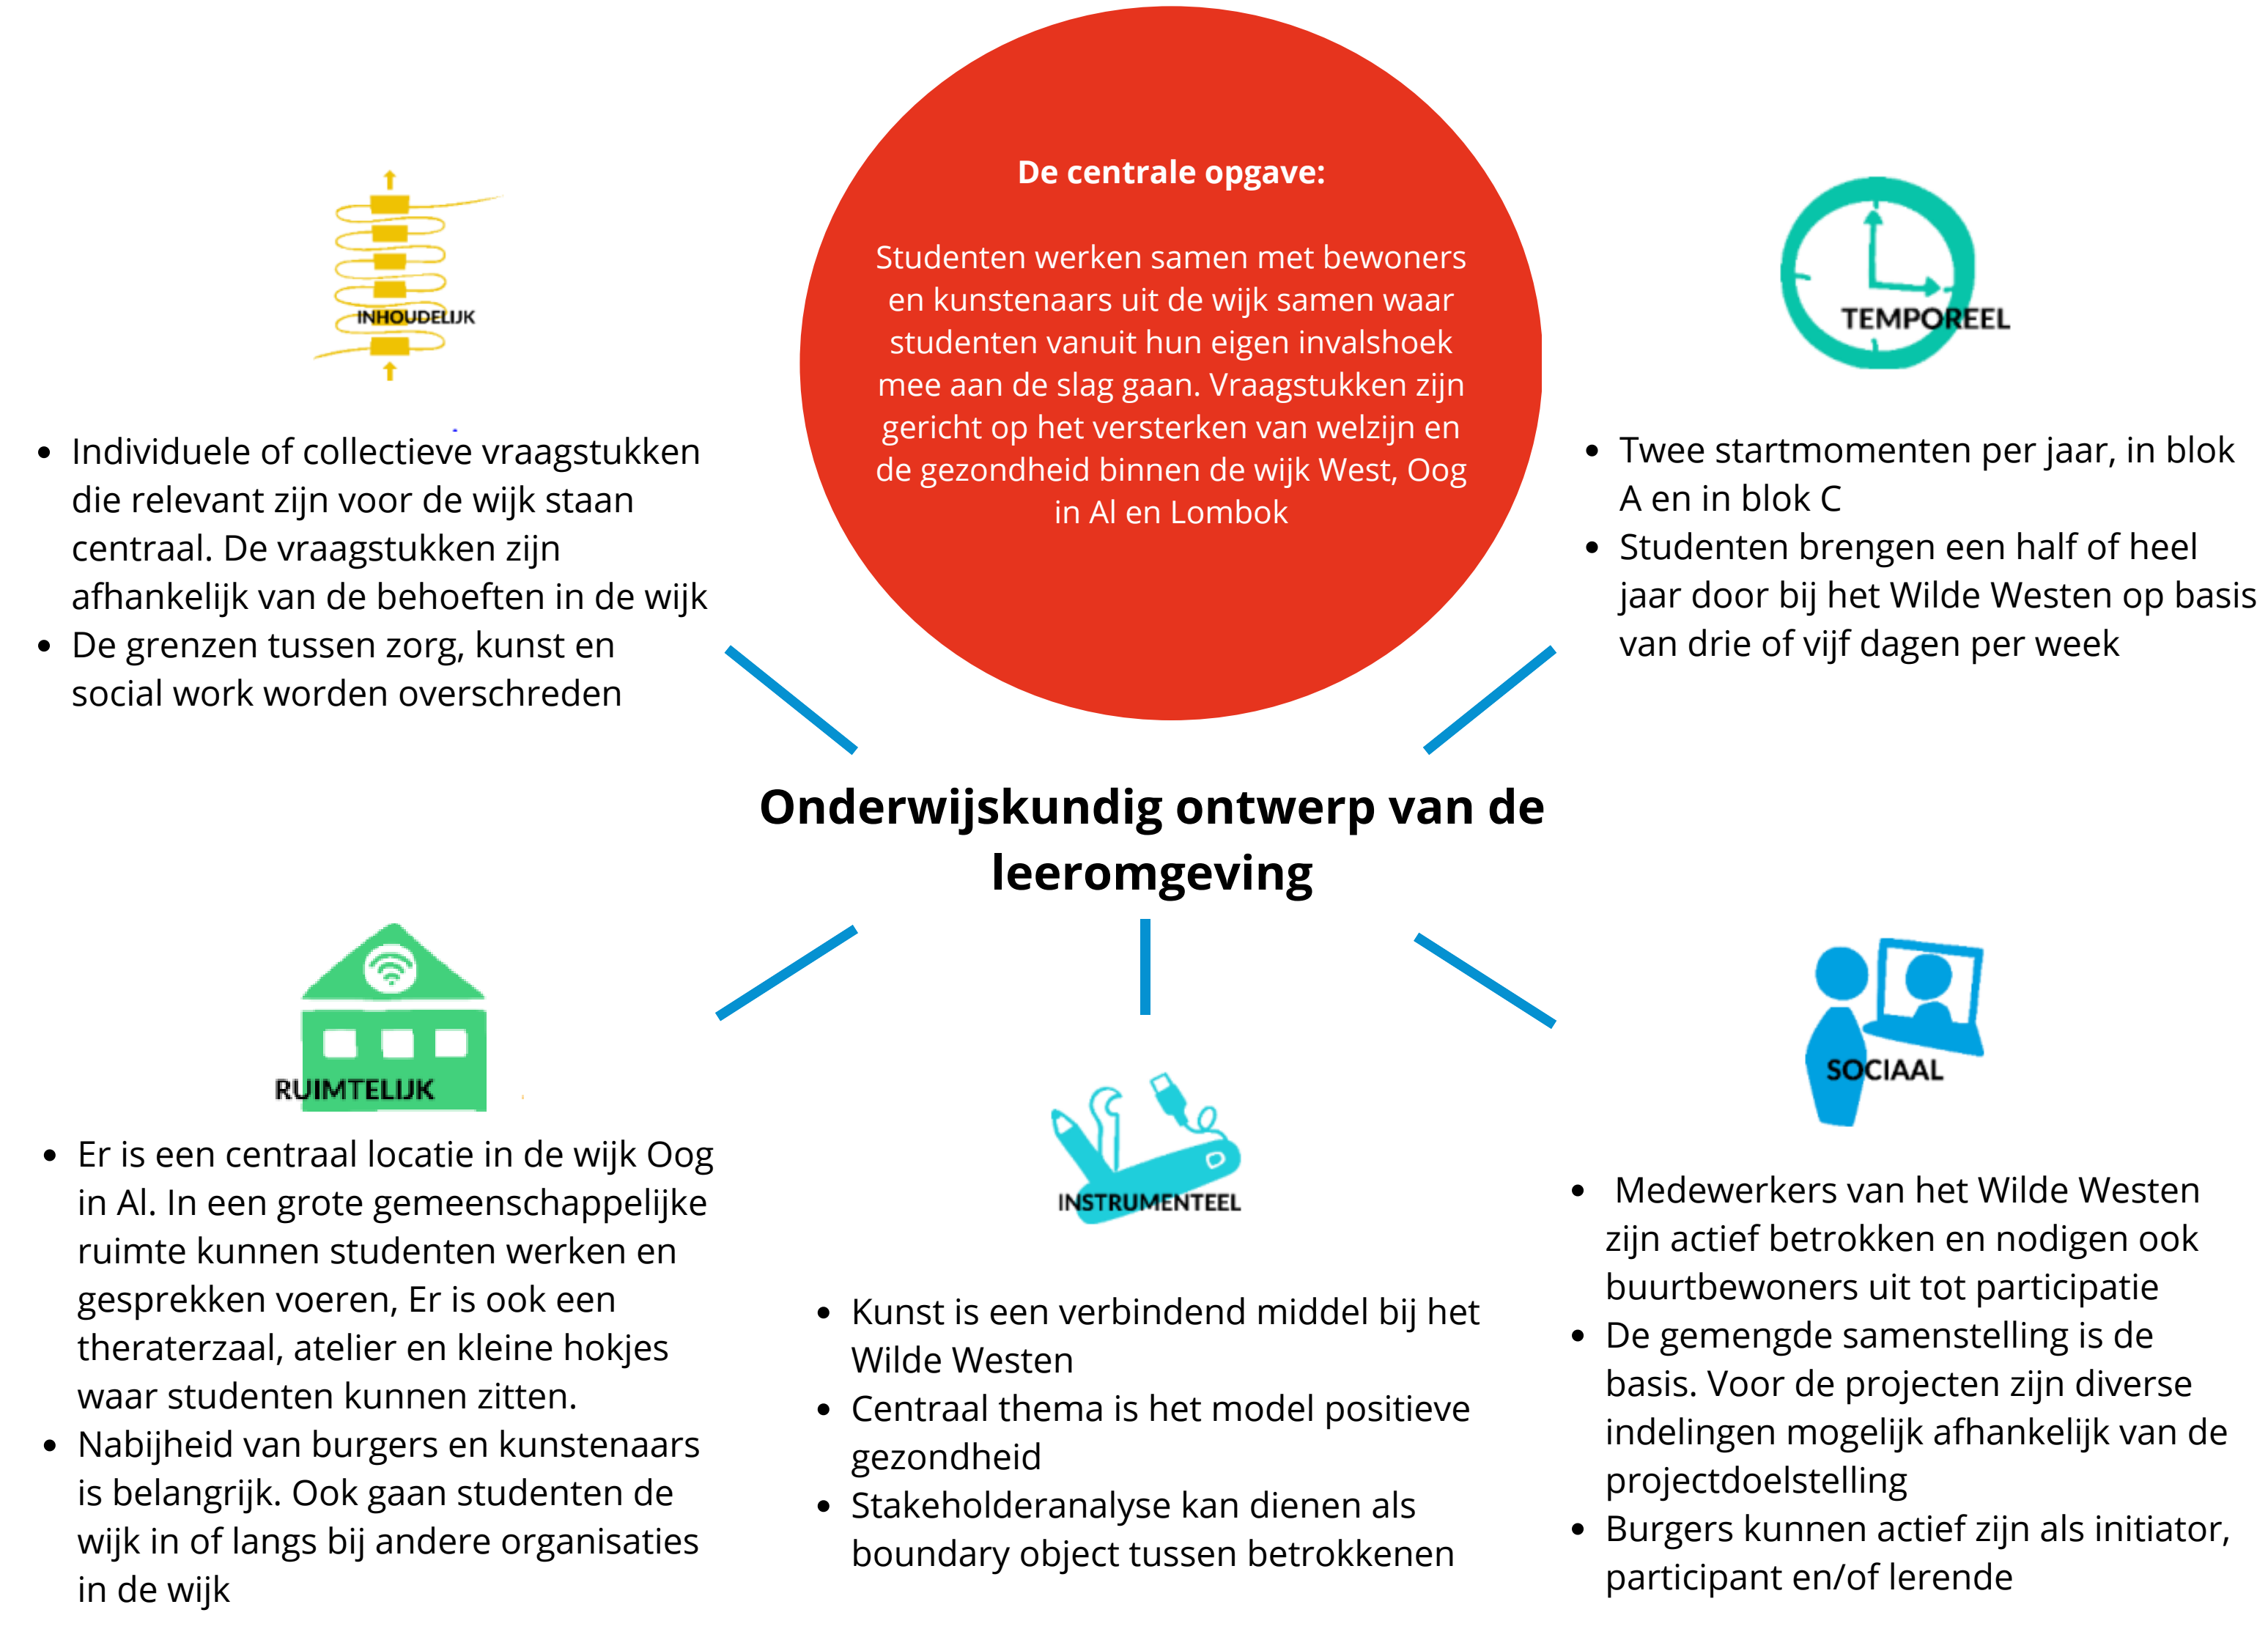 De centrale opgave:
Studenten werken samen met bewoners
en kunstenaars uit de wijk samen waar
studenten vanuit hun eigen invalshoek
mee aan de slag gaan. Vraagstukken zijn
gericht op het versterken van welzijn en
de gezondheid binnen de wijk West, Oog
in Al en Lombok
INHOUDELIJK
• Individuele of collectieve vraagstukken
die relevant zijn voor de wijk staan
centraal. De vraagstukken zijn
afhankelijk van de behoeften in de wijk
• De grenzen tussen zorg, kunst en
social work worden overschreden
TEMPOREEL
• Twee startmomenten per jaar, in blok
A en in blok C
• Studenten brengen een half of heel
jaar door bij het Wilde Westen op basis
van drie of vijf dagen per week
Onderwijskundig ontwerp van de
leeromgeving
RUIMTELIJK
• Er is een centraal locatie in de wijk Oog
in Al. In een grote gemeenschappelijke
ruimte kunnen studenten werken en
gesprekken voeren, Er is ook een
theraterzaal, atelier en kleine hokjes
waar studenten kunnen zitten.
• Nabijheid van burgers en kunstenaars
is belangrijk. Ook gaan studenten de
wijk in of langs bij andere organisaties
in de wijk
INSTRUMENTEEL
• Kunst is een verbindend middel bij het
Wilde Westen
• Centraal thema is het model positieve
gezondheid
• Stakeholderanalyse kan dienen als
boundary object tussen betrokkenen
SOCIAAL
• Medewerkers van het Wilde Westen
zijn actief betrokken en nodigen ook
buurtbewoners uit tot participatie
• De gemengde samenstelling is de
basis. Voor de projecten zijn diverse
indelingen mogelijk afhankelijk van de
projectdoelstelling
• Burgers kunnen actief zijn als initiator,
participant en/of lerende